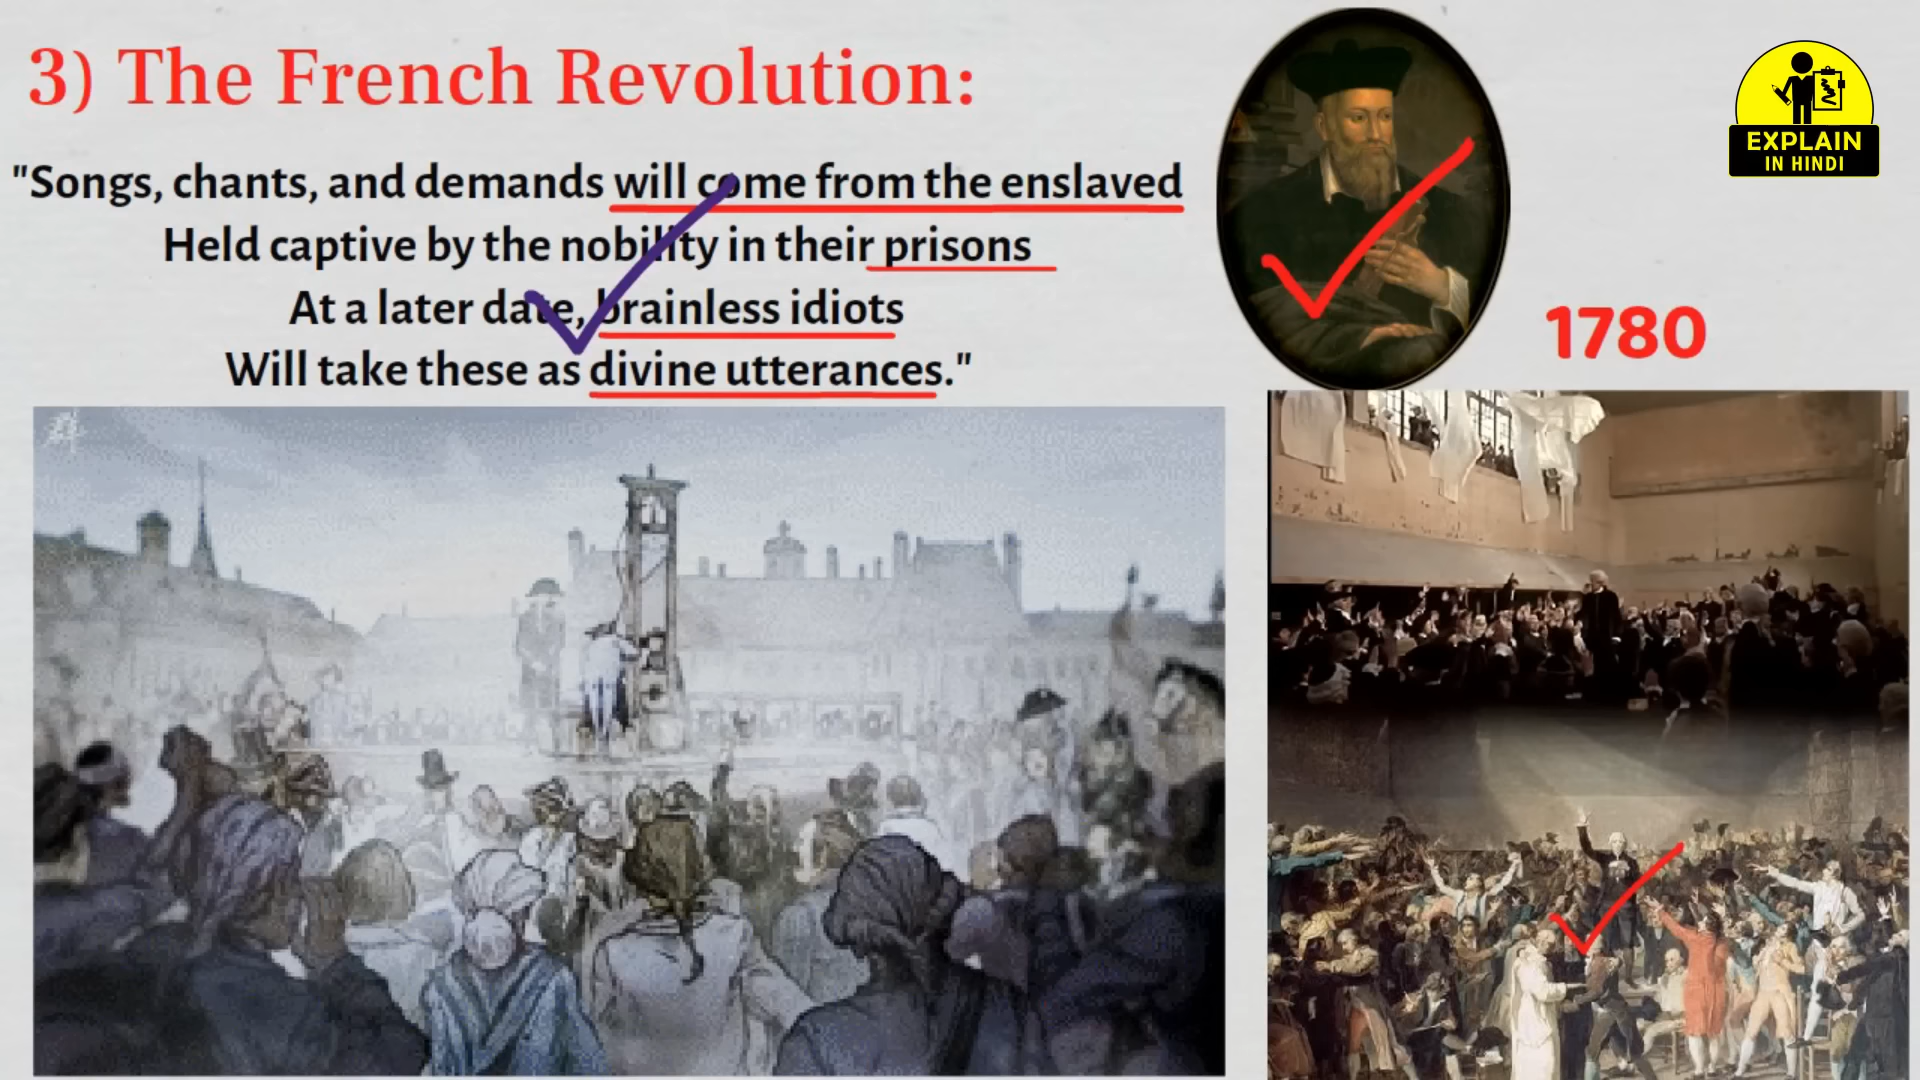 3) The French Revolution:
"Songs, chants, and demands will come from the enslaved
Held captive by the nobility in their prisons
At a later date, brainless idiots
Will take these as divine utterances."
1780
EXPLAIN
IN HINDI